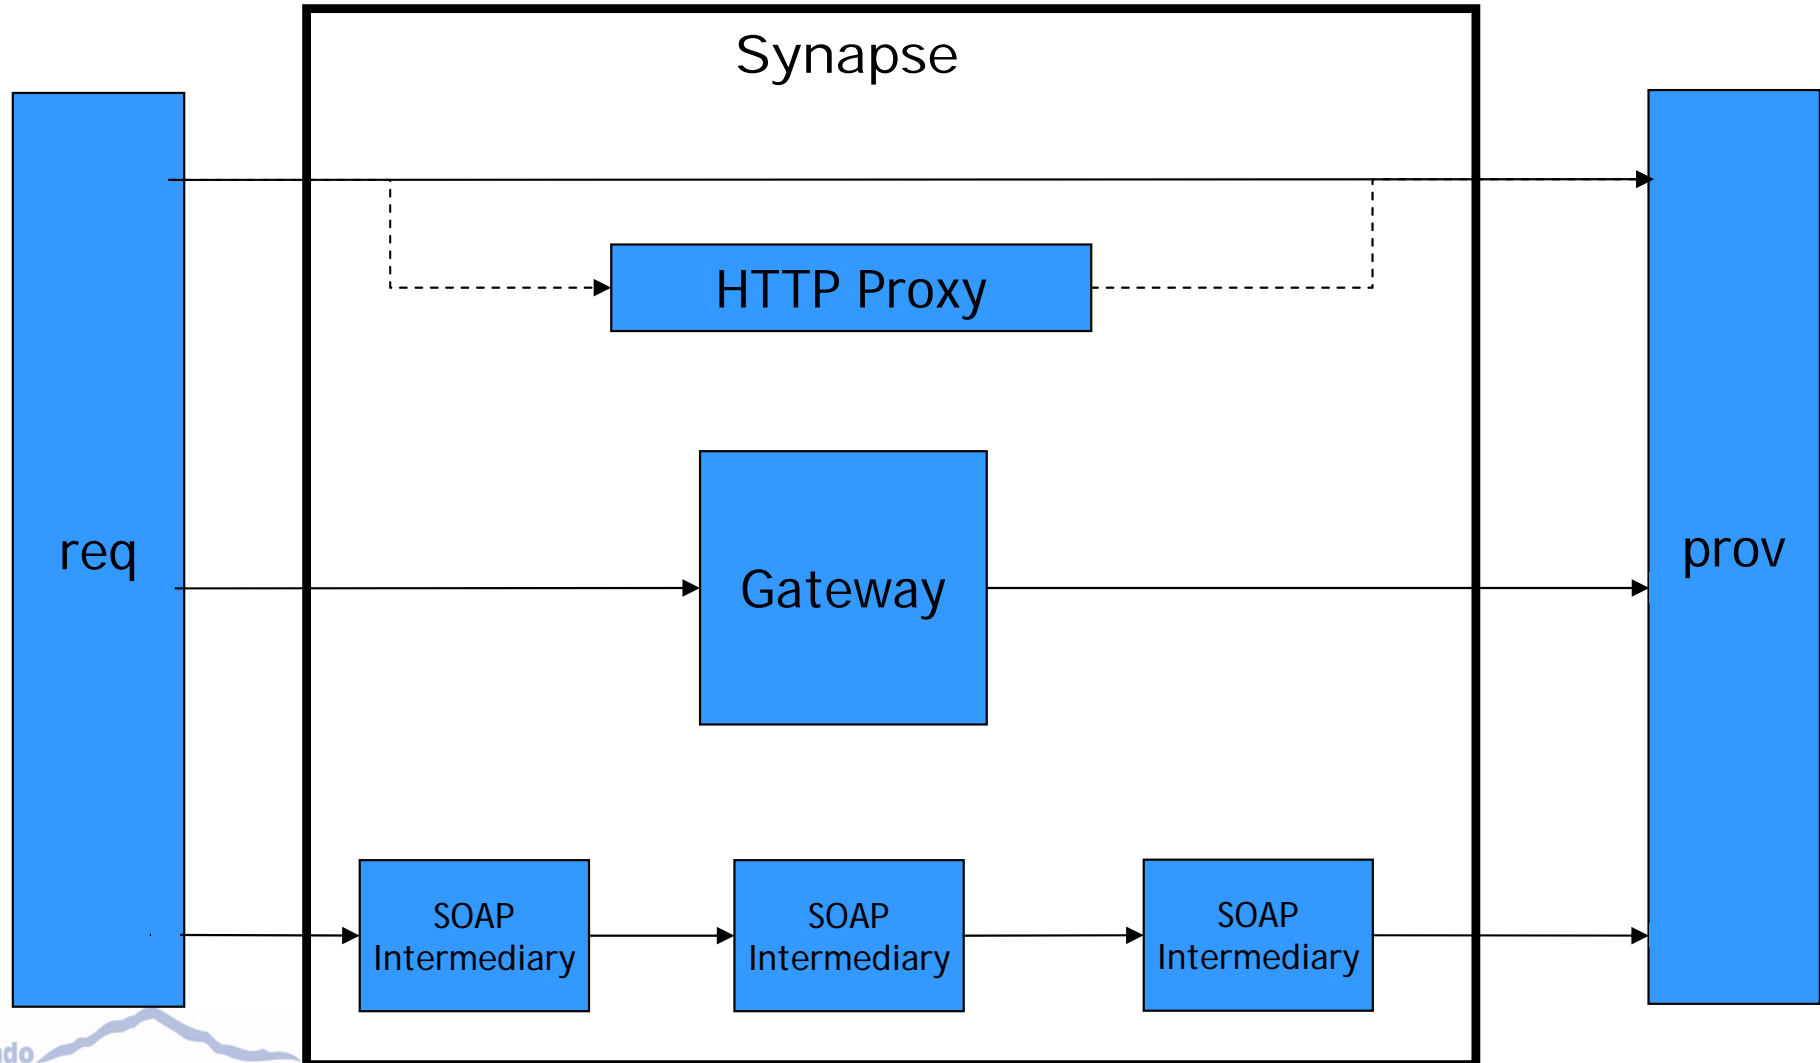 Synapse
HTTP Proxy
req
prov
Gateway
SOAP
Intermediary
SOAP
Intermediary
SOAP
Intermediary